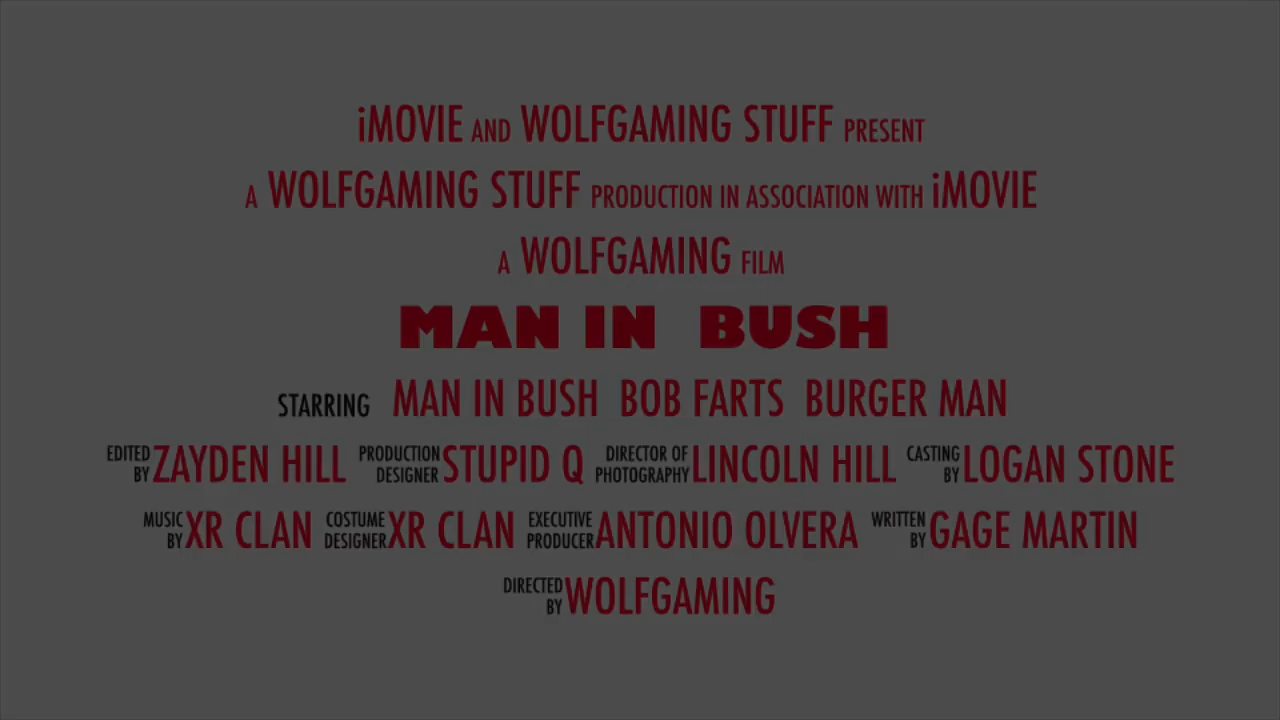 iMOVIE AND WOLFGAMING STUFF PRESENT
A WOLFGAMING STUFF PRODUCTION IN ASSOCIATION WITH iMOVIE
A WOLFGAMING FILM
MAN IN BUSH
STARRING MAN IN BUSH BOB FARTS BURGER MAN
EDITED BY ZAYDEN HILL PRODUCTION DESIGNER STUPID Q DIRECTOR OF PHOTOGRAPHY LINCOLN HILL CASTING BY LOGAN STONE
MUSIC BY XR CLAN COSTUME DESIGNER XR CLAN EXECUTIVE PRODUCER ANTONIO OLVERA WRITTEN BY GAGE MARTIN
DIRECTED BY WOLFGAMING